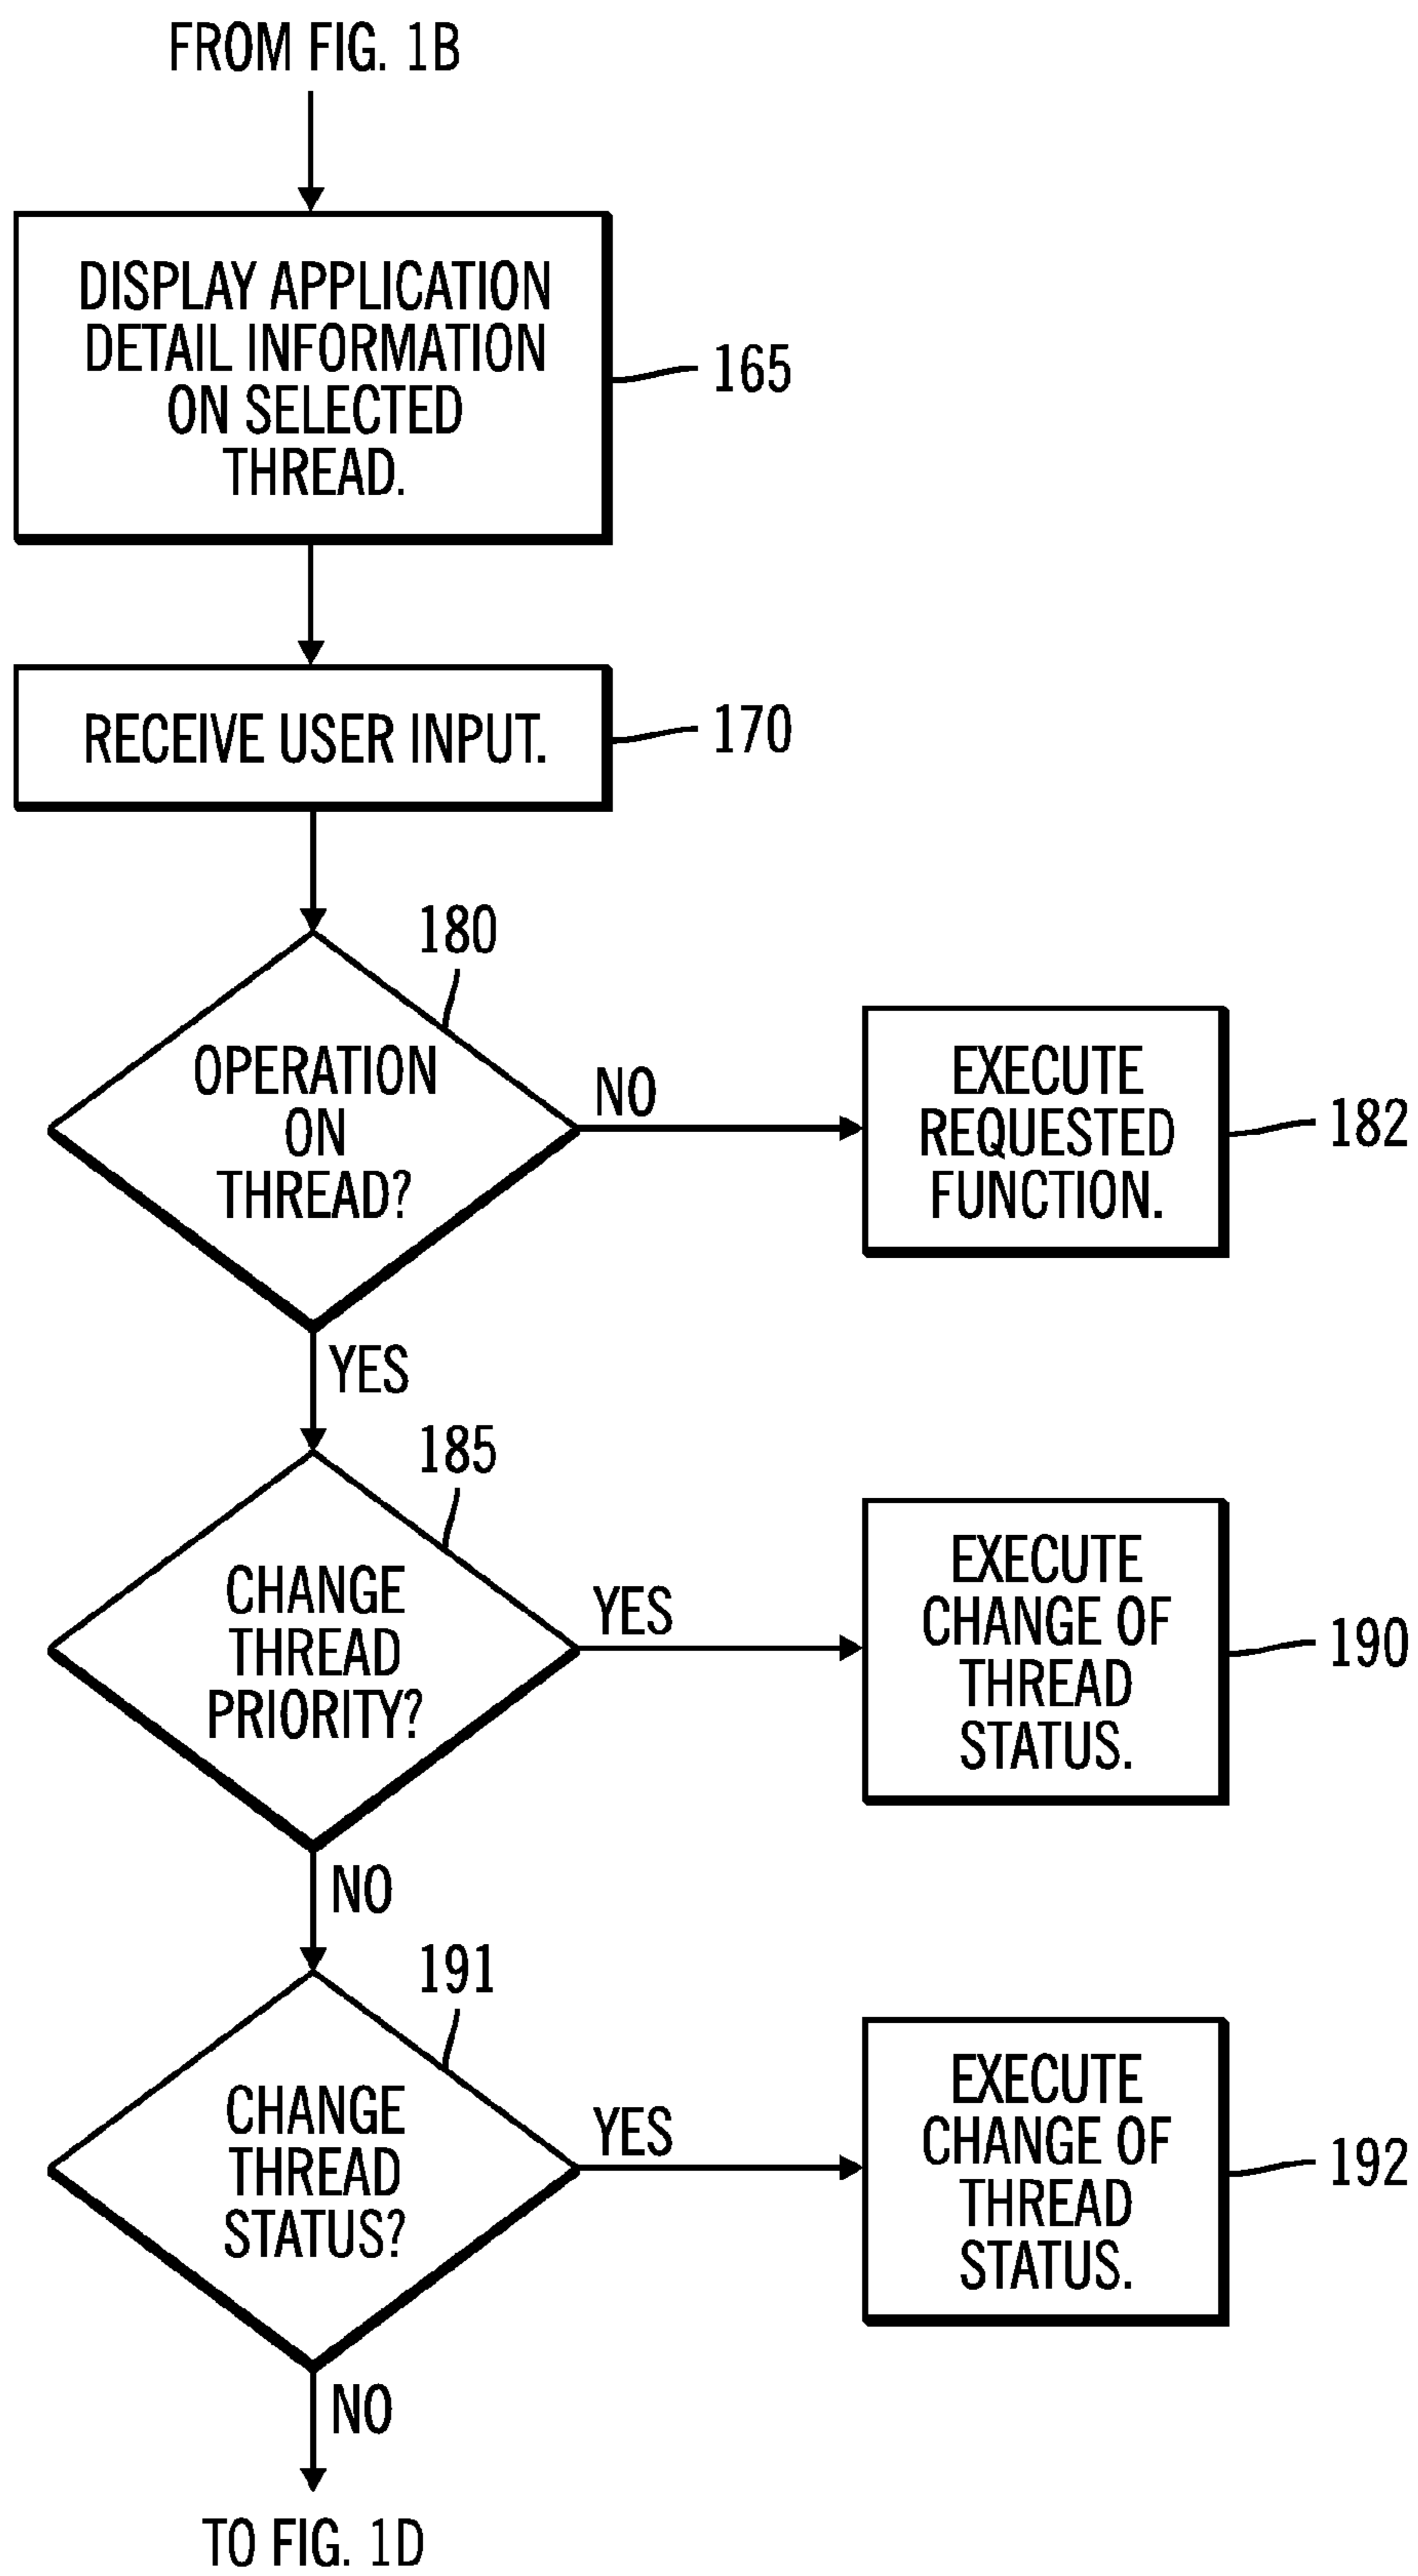 FROM FIG. 1B
DISPLAY APPLICATION
DETAIL INFORMATION
ON SELECTED
THREAD.
165
RECEIVE USER INPUT.
170
180
OPERATION
ON
THREAD?
NO
EXECUTE
REQUESTED
FUNCTION.
182
YES
185
CHANGE
THREAD
PRIORITY?
YES
EXECUTE
CHANGE OF
THREAD
STATUS.
190
NO
191
CHANGE
THREAD
STATUS?
YES
EXECUTE
CHANGE OF
THREAD
STATUS.
192
NO
TO FIG. 1D